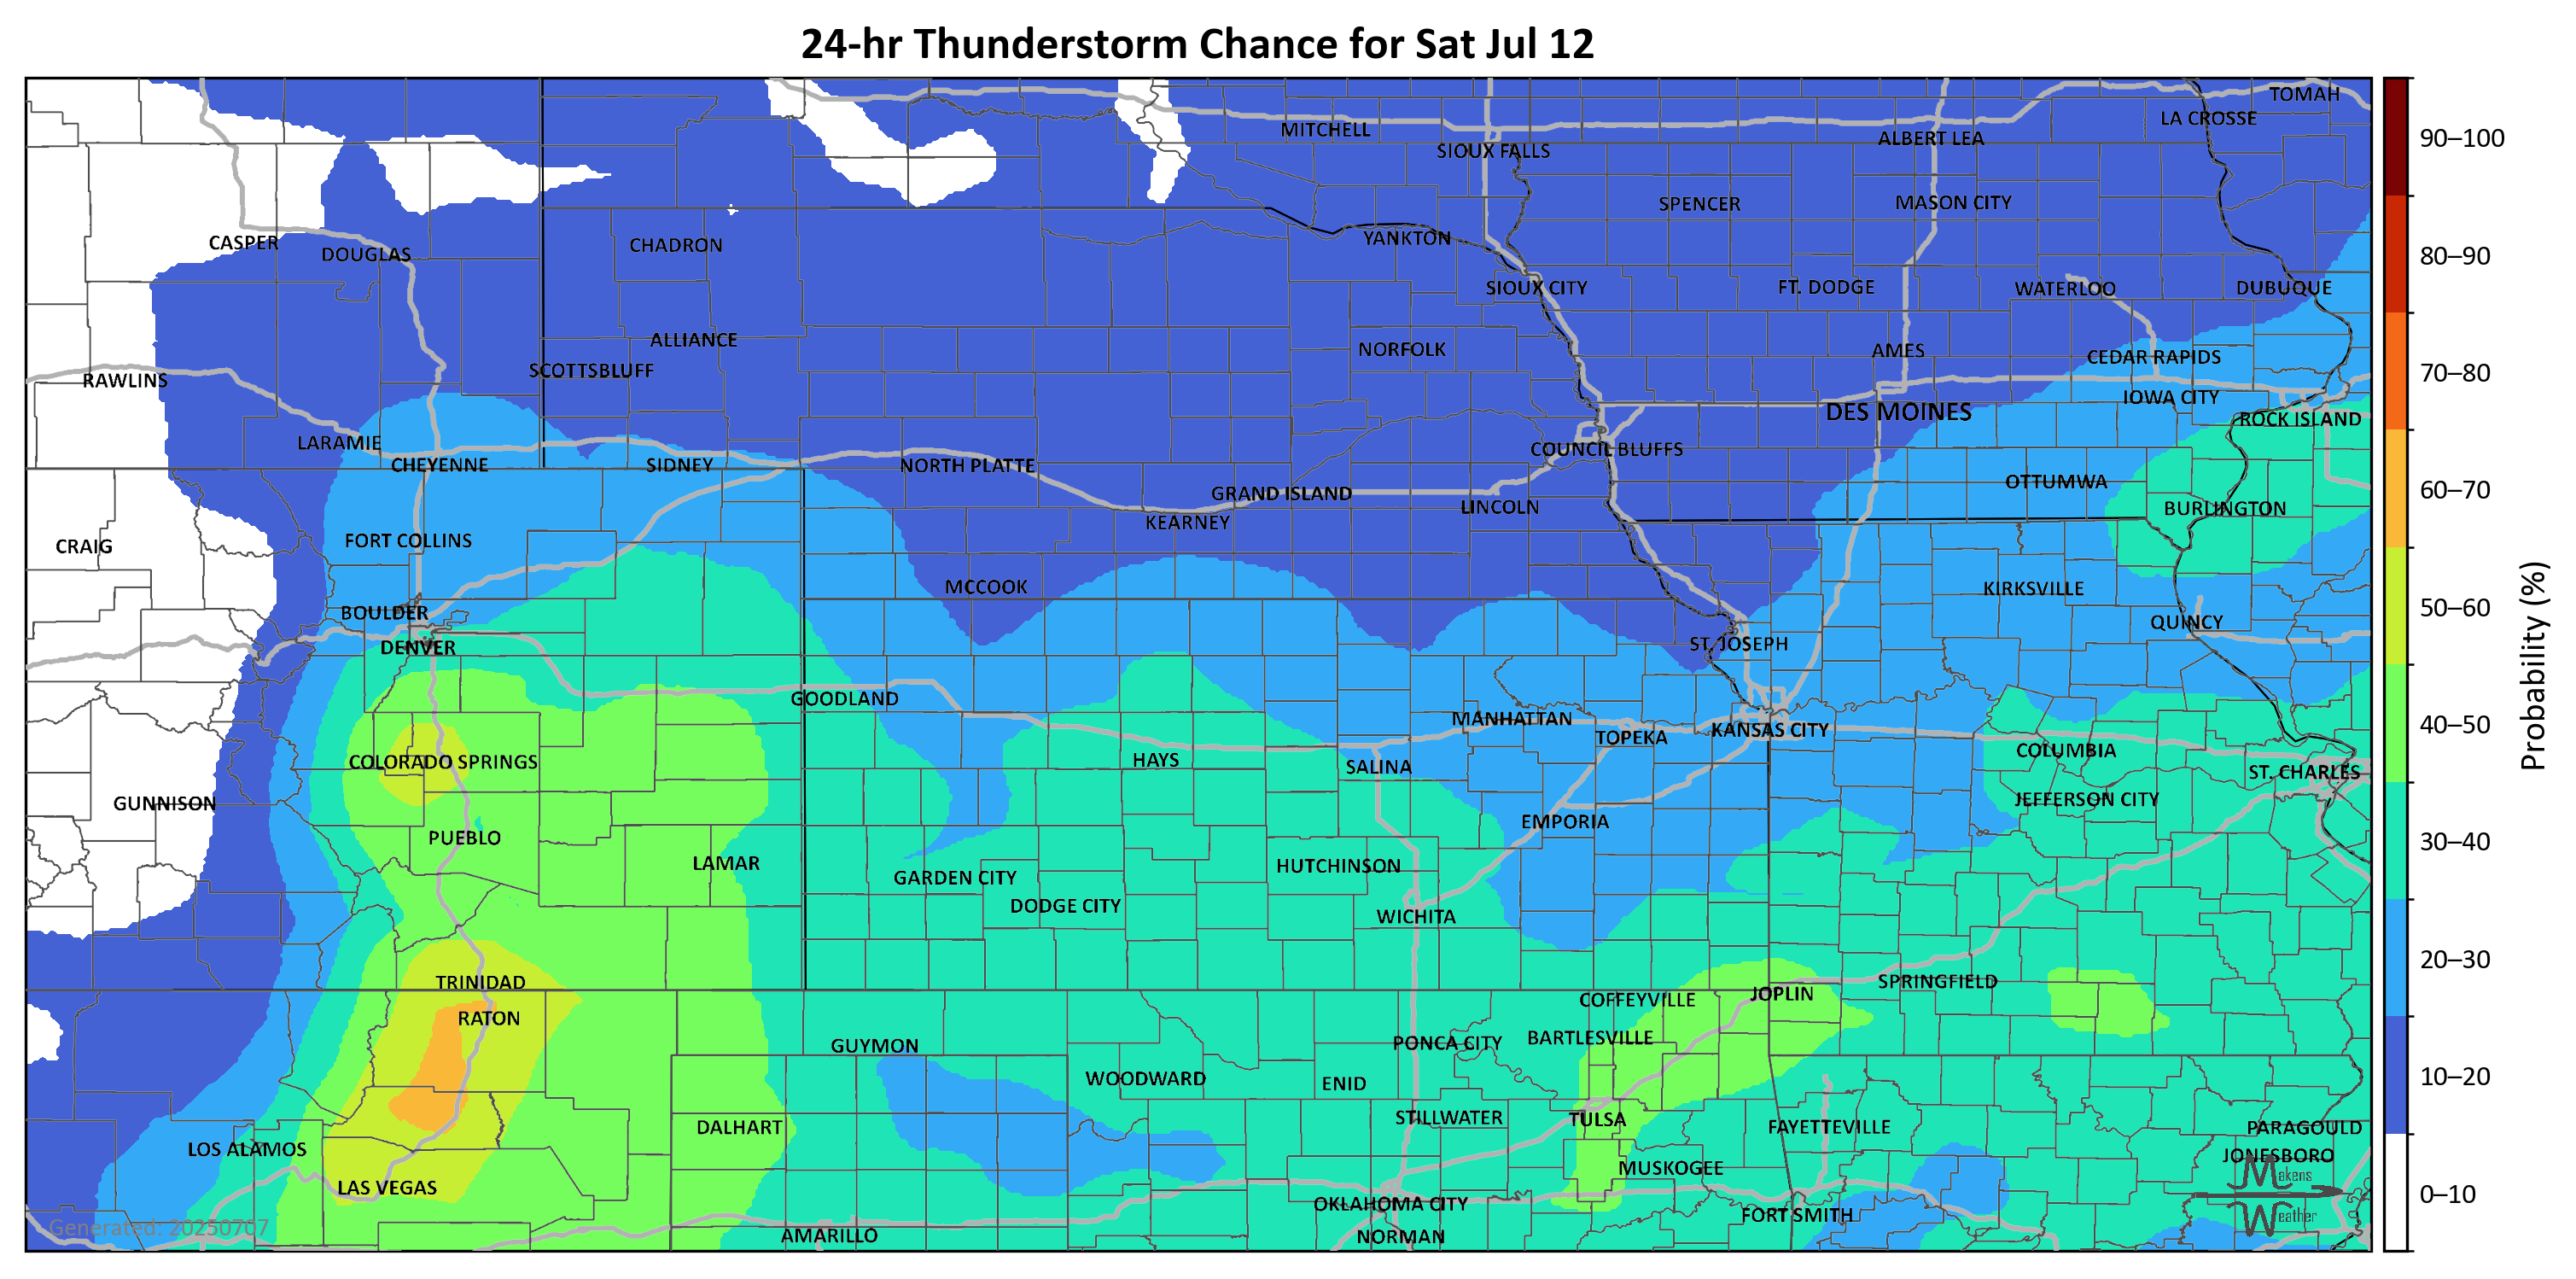 24-hr Thunderstorm Chance for Sat Jul 12
TOMAH
LA CROSSE
MITCHELL
ALBERT LEA
90–100
SIOUX FALLS
SPENCER
MASON CITY
CASPER
DOUGLAS
CHADRON
YANKTON
80–90
SIOUX CITY
FT. DODGE
WATERLOO
DUBUQUE
ALLIANCE
NORFOLK
AMES
CEDAR RAPIDS
RAWLINS
SCOTTSBLUFF
70–80
IOWA CITY
DES MOINES
ROCK ISLAND
LARAMIE
COUNCIL BLUFFS
CHEYENNE
SIDNEY
NORTH PLATTE
OTTUMWA
60–70
GRAND ISLAND
LINCOLN
BURLINGTON
KEARNEY
CRAIG
FORT COLLINS
MCCOOK
KIRKSVILLE
BOULDER
50–60
QUINCY
DENVER
ST. JOSEPH
Probability (%)
GOODLAND
MANHATTAN
TOPEKA
KANSAS CITY
40–50
COLORADO SPRINGS
HAYS
SALINA
COLUMBIA
ST. CHARLES
GUNNISON
JEFFERSON CITY
PUEBLO
EMPORIA
30–40
LAMAR
GARDEN CITY
HUTCHINSON
DODGE CITY
WICHITA
20–30
TRINIDAD
SPRINGFIELD
RATON
COFFEYVILLE
JOPLIN
GUYMON
PONCA CITY
BARTLESVILLE
WOODWARD
ENID
10–20
DALHART
STILLWATER
TULSA
FAYETTEVILLE
PARAGOULD
LOS ALAMOS
MUSKOGEE
JONESBORO
LAS VEGAS
Makens
Weather
0–10
OKLAHOMA CITY
FORT SMITH
Generated: 20250707
AMARILLO
NORMAN